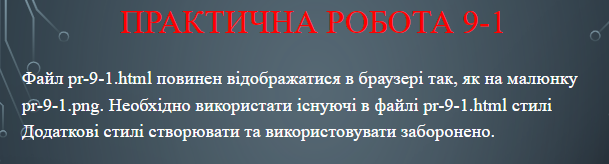 ПРАКТИЧНА РОБОТА 9-1
Файл pr-9-1.html повинен відображатися в браузері так, як на малюнку
pr-9-1.png. Необхідно використати існуючі в файлі pr-9-1.html стилі
Додаткові стилі створювати та використовувати заборонено.